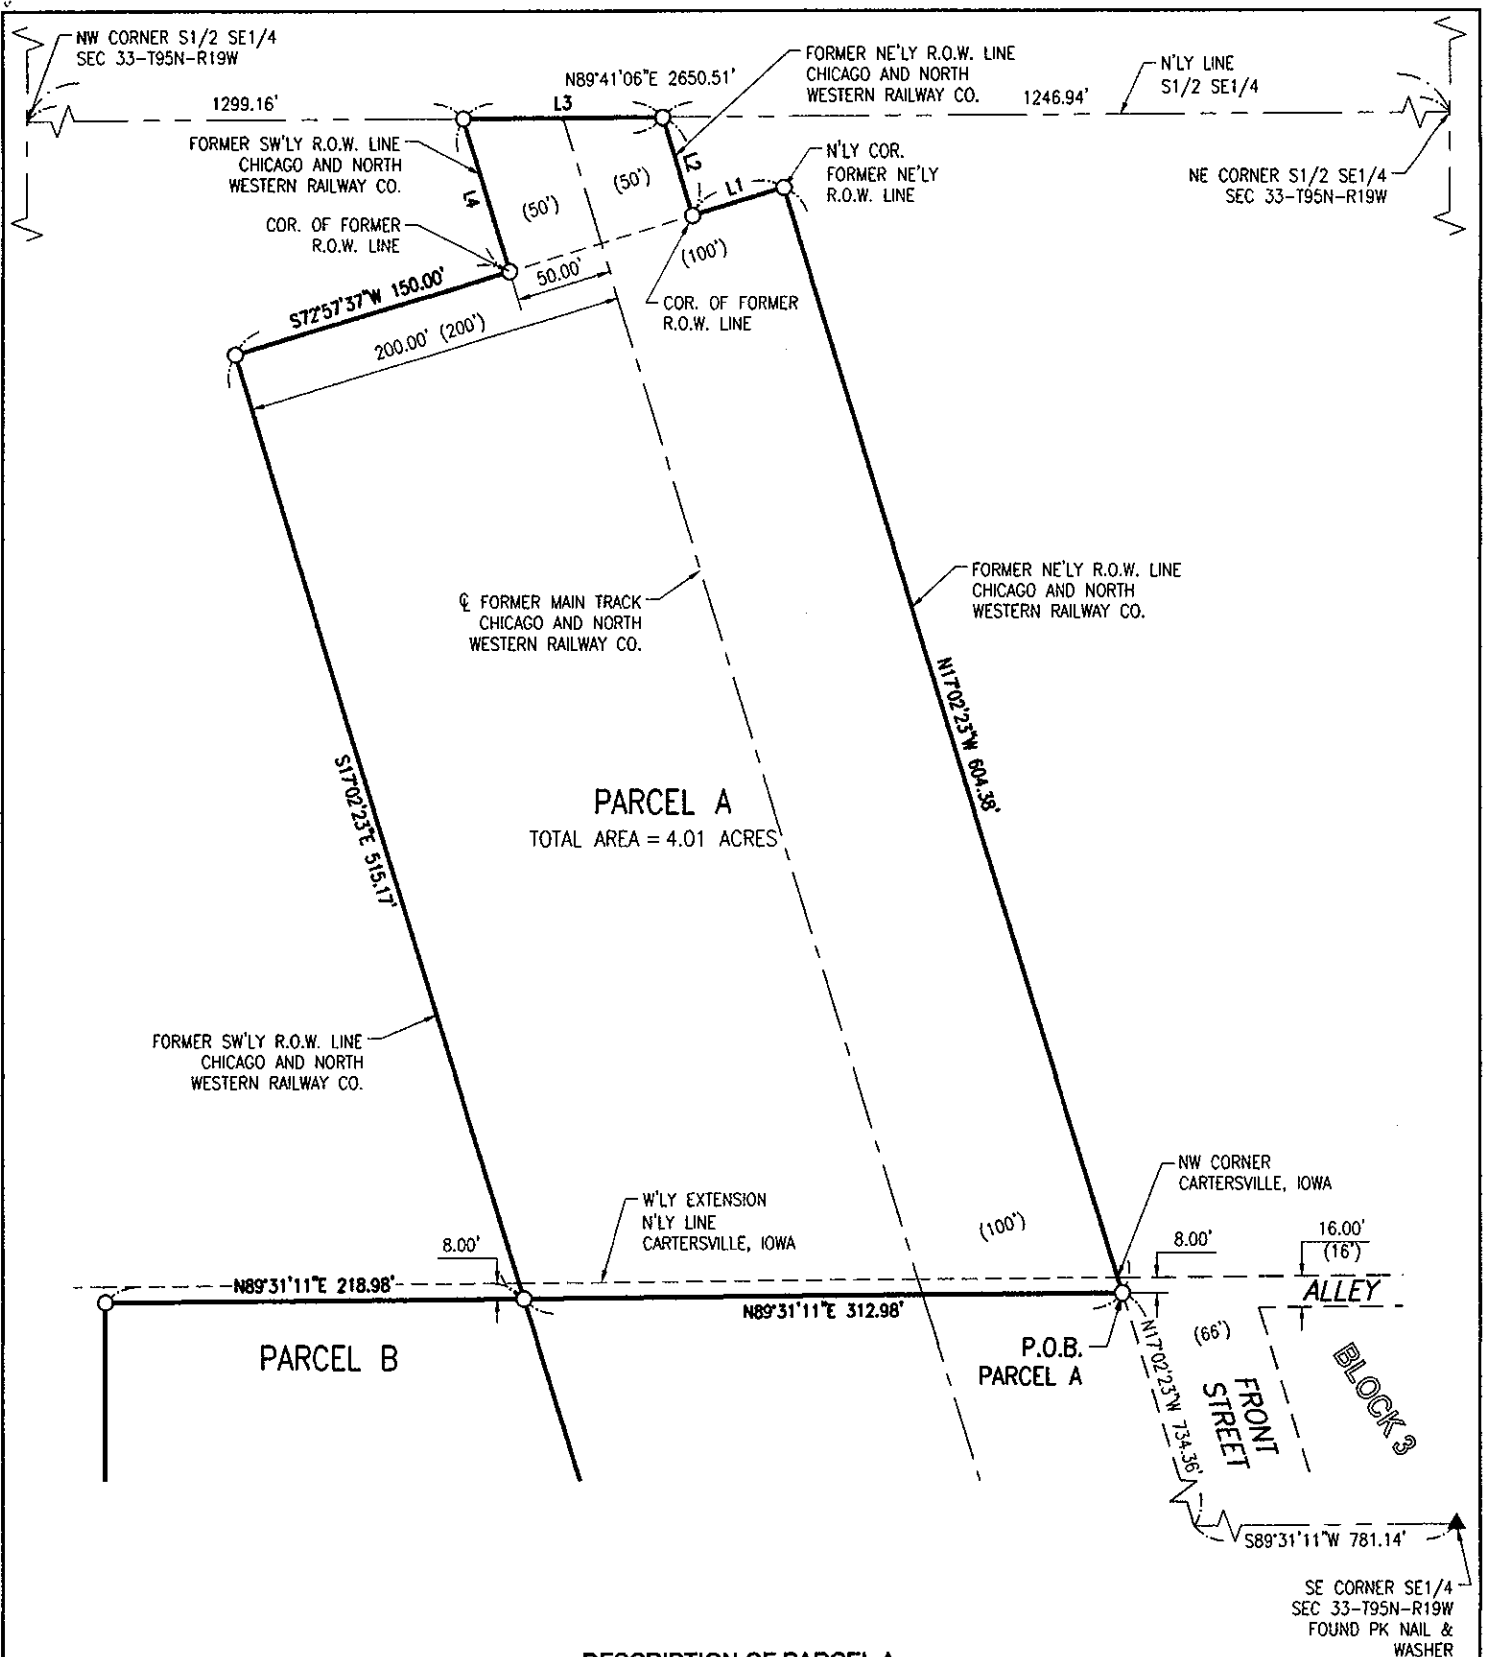 NW CORNER S1/2 SE1/4
SEC 33-T95N-R19W
1299.16'
N89°41'06"E 2650.51'
L3
FORMER NE'LY R.O.W. LINE
CHICAGO AND NORTH
WESTERN RAILWAY CO.
1246.94'
N'LY LINE
S1/2 SE1/4
FORMER SW'LY R.O.W. LINE
CHICAGO AND NORTH
WESTERN RAILWAY CO.
L4
(50')
(50')
L2
L1
N'LY COR.
FORMER NE'LY
R.O.W. LINE
NE CORNER S1/2 SE1/4
SEC 33-T95N-R19W
COR. OF FORMER
R.O.W. LINE
50.00'
(100')
COR. OF FORMER
R.O.W. LINE
S72°57'37"W 150.00'
200.00' (200')
℄ FORMER MAIN TRACK
CHICAGO AND NORTH
WESTERN RAILWAY CO.
FORMER NE'LY R.O.W. LINE
CHICAGO AND NORTH
WESTERN RAILWAY CO.
N17°02'23"W 604.38'
S17°02'23"E 515.17'
PARCEL A
TOTAL AREA = 4.01 ACRES
FORMER SW'LY R.O.W. LINE
CHICAGO AND NORTH
WESTERN RAILWAY CO.
NW CORNER
CARTERSVILLE, IOWA
W'LY EXTENSION
N'LY LINE
CARTERSVILLE, IOWA
(100')
8.00'
8.00'
16.00'
(16')
ALLEY
N89°31'11"E 218.98'
N89°31'11"E 312.98'
PARCEL B
P.O.B.
PARCEL A
N17°02'23"W 734.36'
(66')
FRONT
STREET
BLOCK 3
S89°31'11"W 781.14'
SE CORNER SE1/4
SEC 33-T95N-R19W
FOUND PK NAIL &
WASHER
DESCRIPTION OF PARCEL A